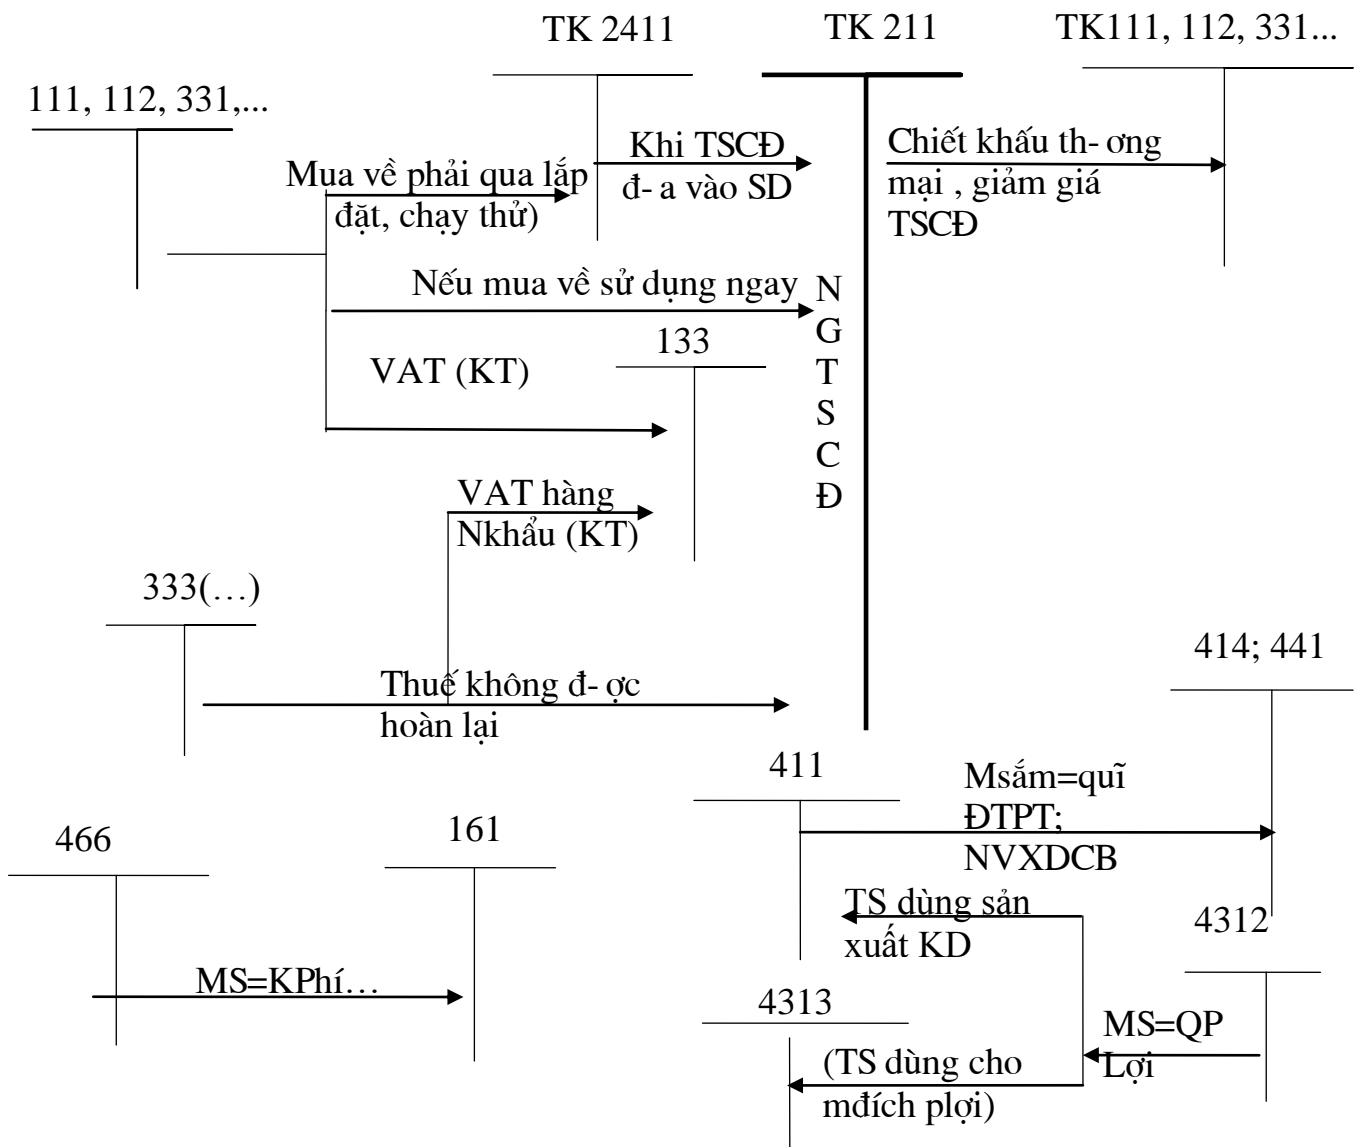 TK 2411
TK 211
TK111, 112, 331...
111, 112, 331,...
Mua về phải qua lắp
đặt, chạy thử)
Khi TSCĐ
đ- a vào SD
Chiết khấu th- ơng
mại , giảm giá
TSCĐ
Nếu mua về sử dụng ngay
N
G
T
S
C
Đ
133
VAT (KT)
VAT hàng
Nkhẩu (KT)
333(…)
Thuế không đ- ợc
hoàn lại
414; 441
411
Msắm=quĩ
ĐTPT;
NVXDCB
466
161
TS dùng sản
xuất KD
4312
MS=KPhí…
4313
MS=QP
Lợi
(TS dùng cho
mđích plợi)